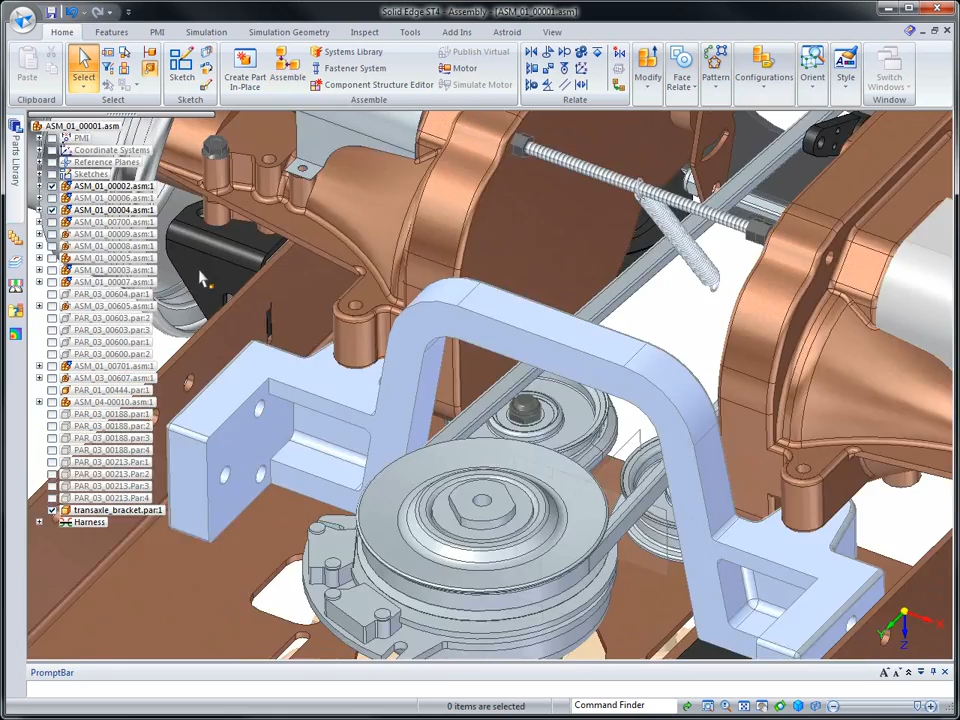 Solid Edge ST4 - Assembly - [ASM_01_00001.asm]
Home Features PMI Simulation Simulation Geometry Inspect Tools Add Ins Astroid View
Paste
Clipboard
Select
Select
Sketch
Sketch
Create Part In-Place
Assemble
Systems Library
Fastener System
Component Structure Editor
Publish Virtual
Motor
Simulate Motor
Assemble
Relate
Modify
Face Relate
Pattern
Configurations
Orient
Style
Switch Windows
Window
Parts Library
ASM_01_00001.asm
PMI
Coordinate Systems
Reference Planes
Sketches
ASM_01_00002.asm:1
ASM_01_00006.asm:1
ASM_01_00004.asm:1
ASM_01_00700.asm:1
ASM_01_00009.asm:1
ASM_01_00008.asm:1
ASM_01_00005.asm:1
ASM_01_00003.asm:1
ASM_01_00007.asm:1
PAR_03_00604.par:1
ASM_03_00605.asm:1
PAR_03_00603.par:2
PAR_03_00603.par:3
PAR_03_00600.par:1
PAR_03_00600.par:2
ASM_01_00701.asm:1
ASM_03_00607.asm:1
PAR_01_00444.par:1
ASM_04-00010.asm:1
PAR_03_00188.par:1
PAR_03_00188.par:2
PAR_03_00188.par:3
PAR_03_00188.par:4
PAR_03_00213.Par:1
PAR_03_00213.Par:2
PAR_03_00213.Par:3
PAR_03_00213.Par:4
transaxle_bracket.par:1
Harness
X
Y
Z
PromptBar
0 items are selected
Command Finder